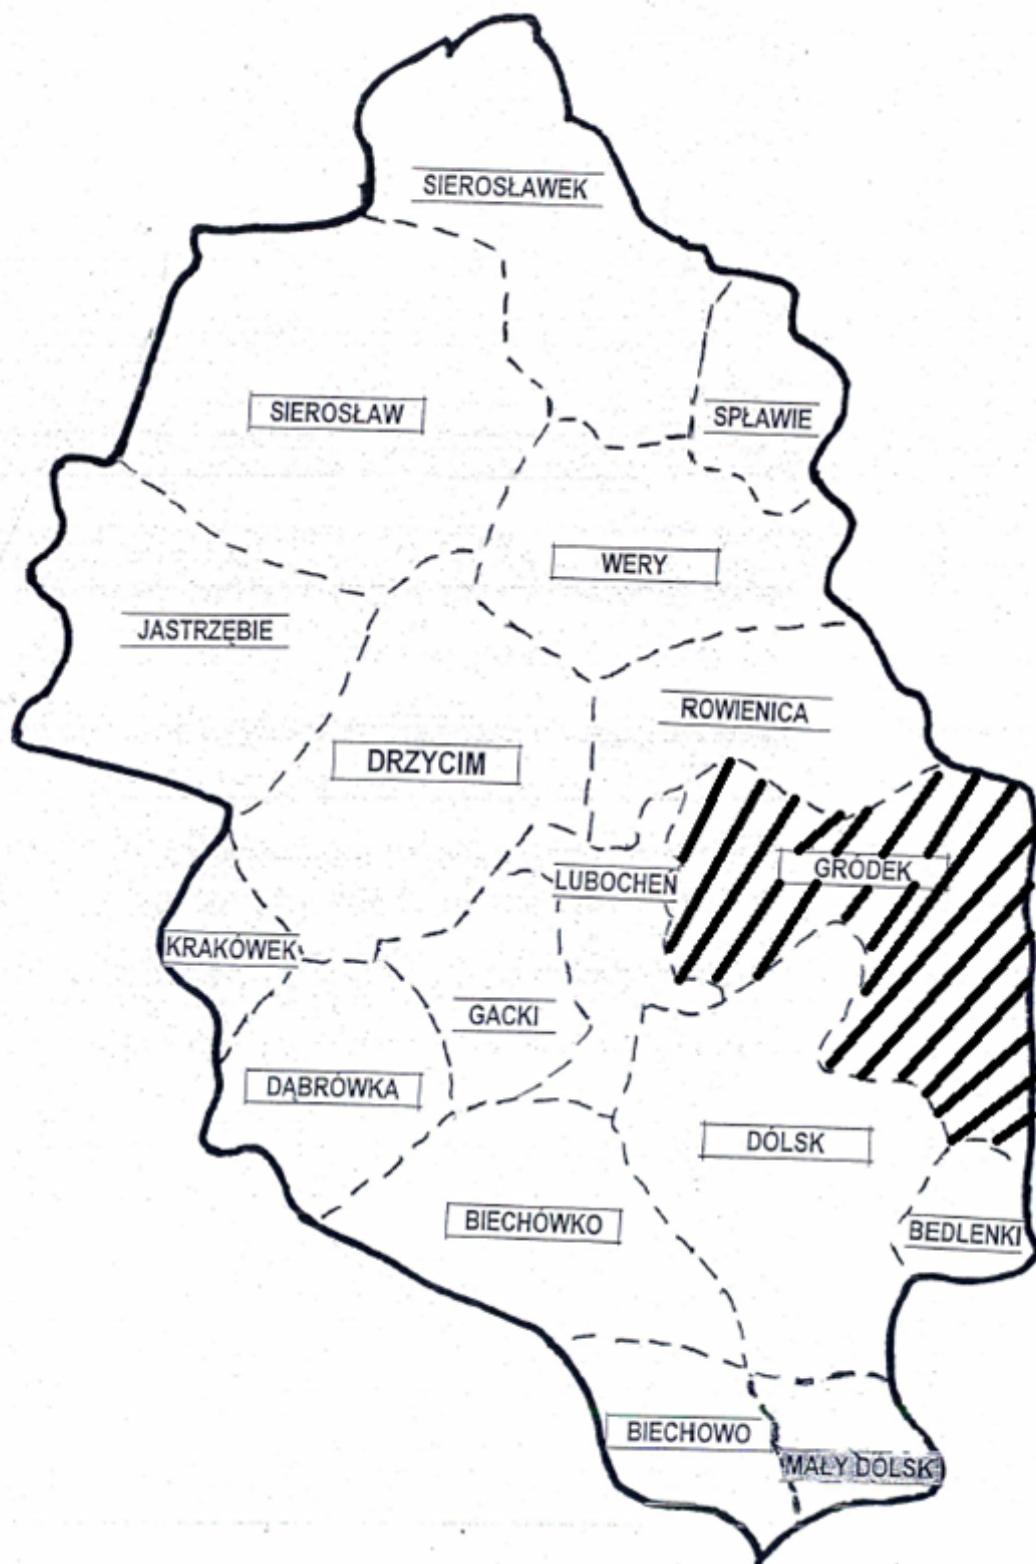 SIEROSŁAWEK
SIEROSŁAW
SPŁAWIE
WERY
JASTRZĘBIE
ROWIENICA
DRZYCIM
GRÓDEK
LUBOCHEŃ
KRAKÓWEK
GACKI
DĄBRÓWKA
DÓLSK
BIECHÓWKO
BEDLENKI
BIECHOWO
MAŁY DÓLSK